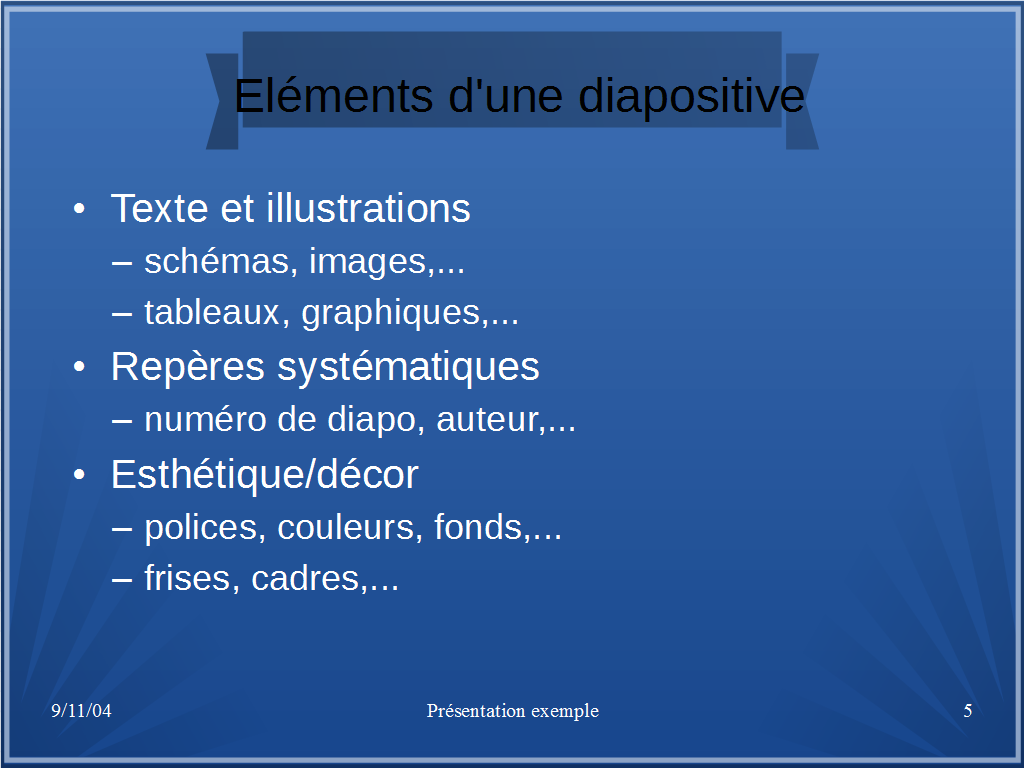 Eléments d'une diapositive
• Texte et illustrations
– schémas, images,...
– tableaux, graphiques,...
• Repères systématiques
– numéro de diapo, auteur,...
• Esthétique/décor
– polices, couleurs, fonds,...
– frises, cadres,...
9/11/04 Présentation exemple 5